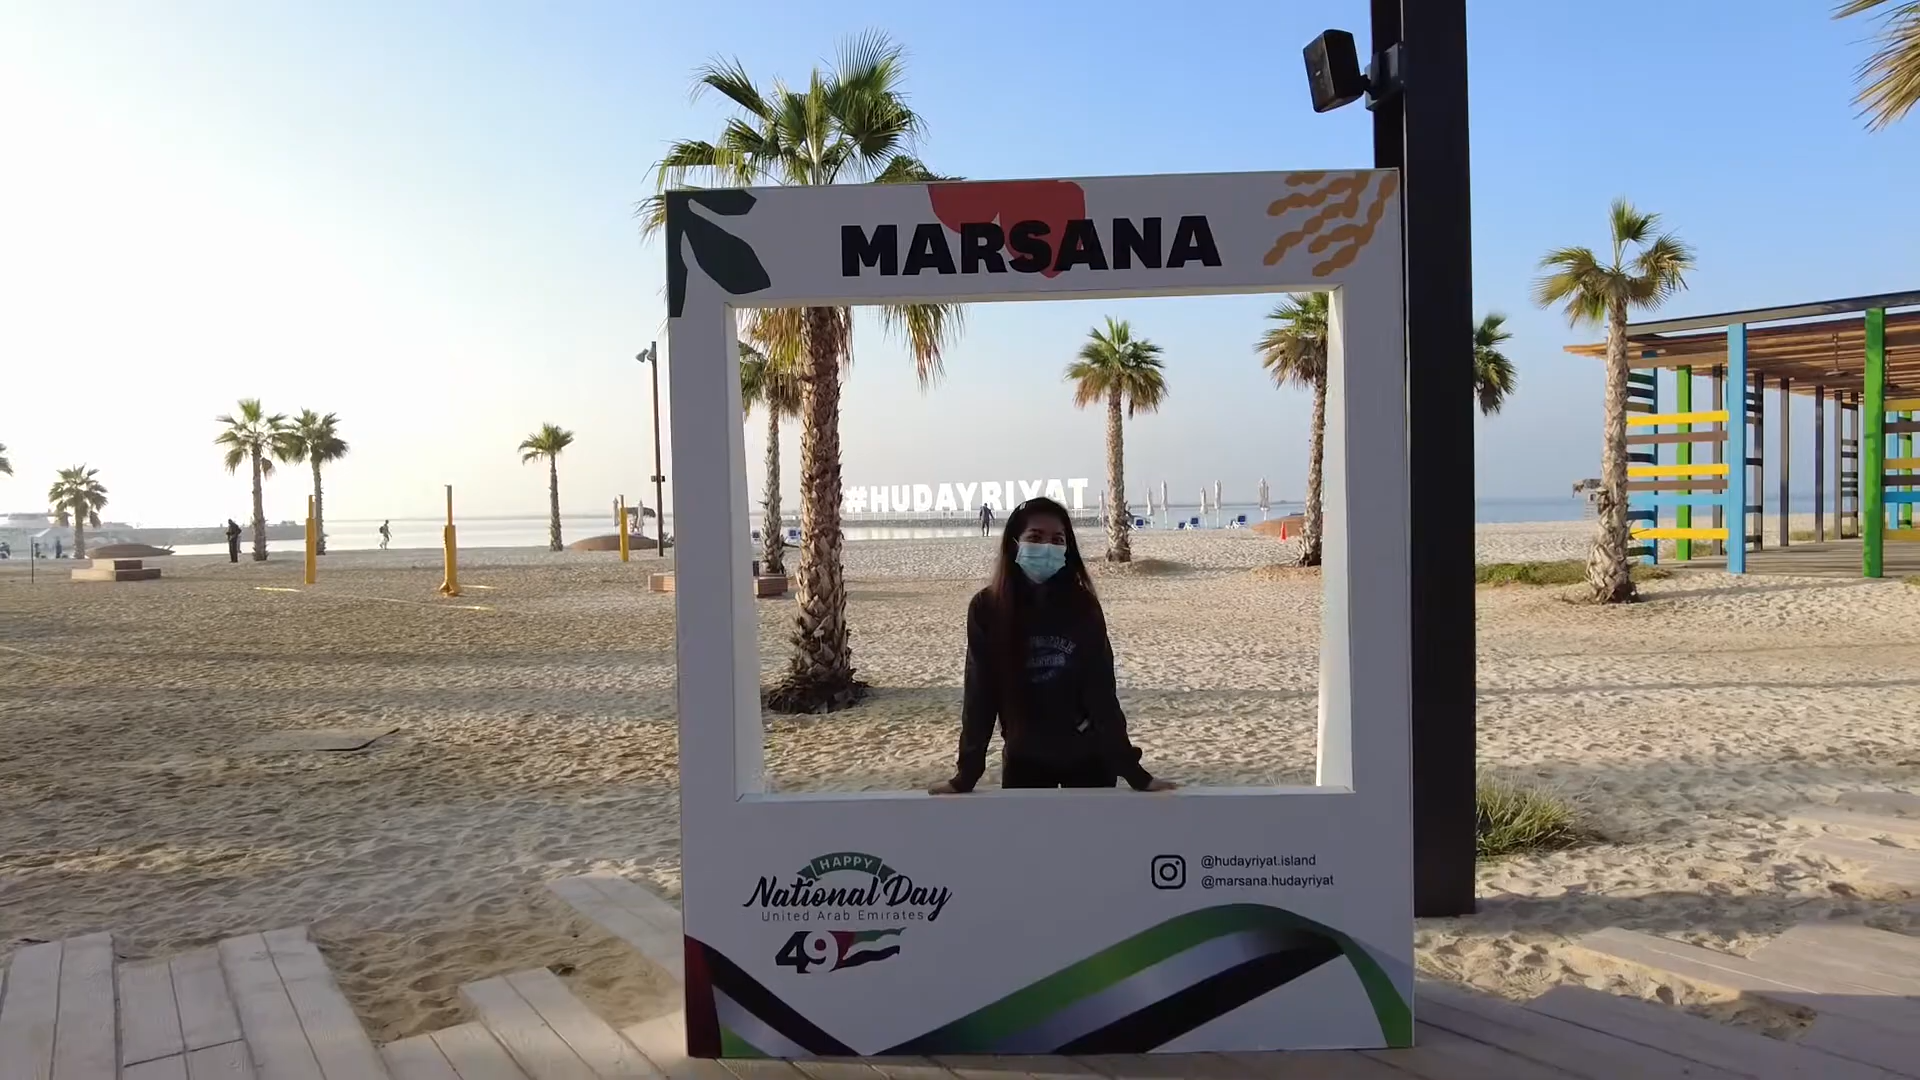 MARSANA
#HUDAYRIYAT
HAPPY
National Day
United Arab Emirates
49
@hudayriyat.island
@marsana.hudayriyat